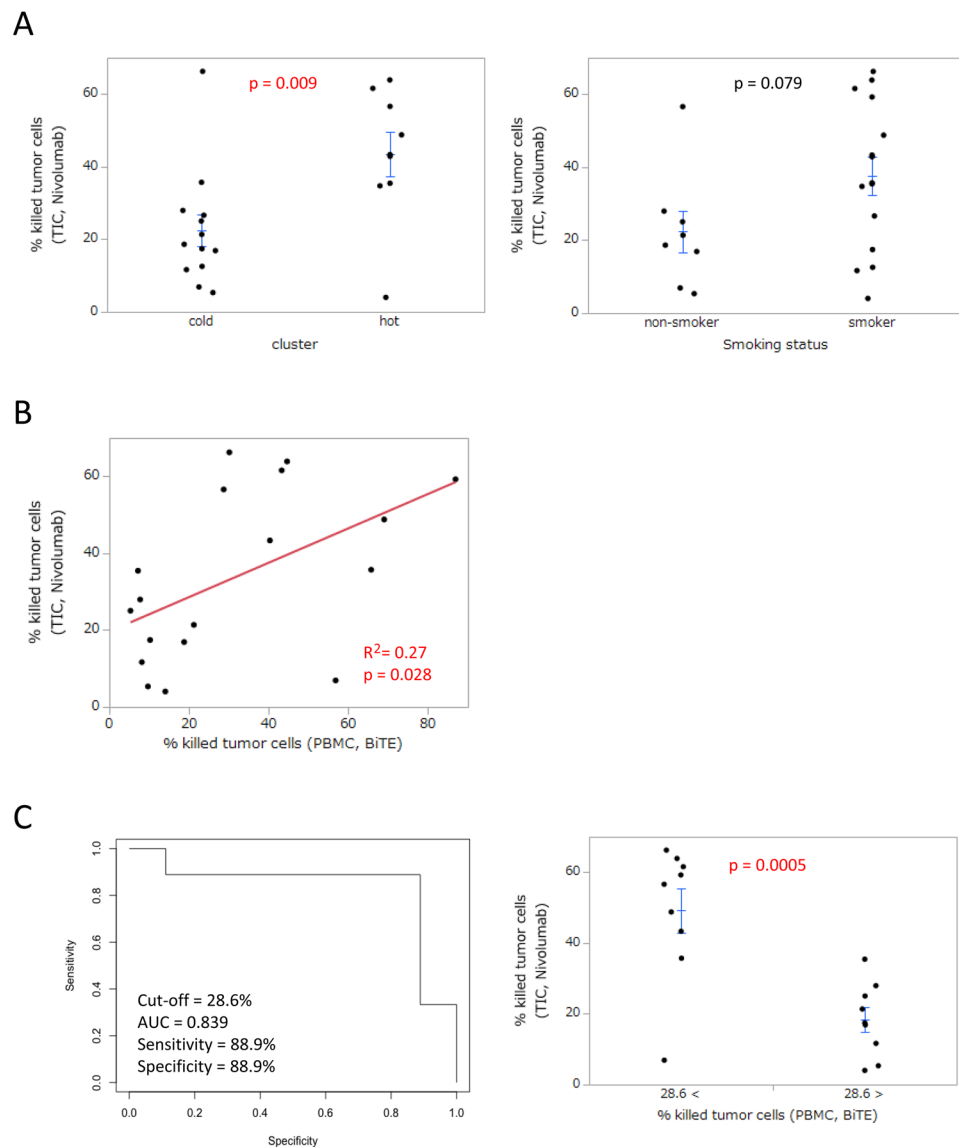 A
% killed tumor cells
(TIC, Nivolumab)
60
40
20
0
p = 0.009
cold
hot
cluster
% killed tumor cells
(TIC, Nivolumab)
60
40
20
0
p = 0.079
non-smoker
smoker
Smoking status
B
% killed tumor cells
(TIC, Nivolumab)
60
40
20
0
R²= 0.27
p = 0.028
0
20
40
60
80
% killed tumor cells (PBMC, BiTE)
C
Sensitivity
1.0
0.8
0.6
0.4
0.2
0.0
Cut-off = 28.6%
AUC = 0.839
Sensitivity = 88.9%
Specificity = 88.9%
0.0
0.2
0.4
0.6
0.8
1.0
Specificity
% killed tumor cells
(TIC, Nivolumab)
60
40
20
0
p = 0.0005
28.6 <
28.6 >
% killed tumor cells (PBMC, BiTE)